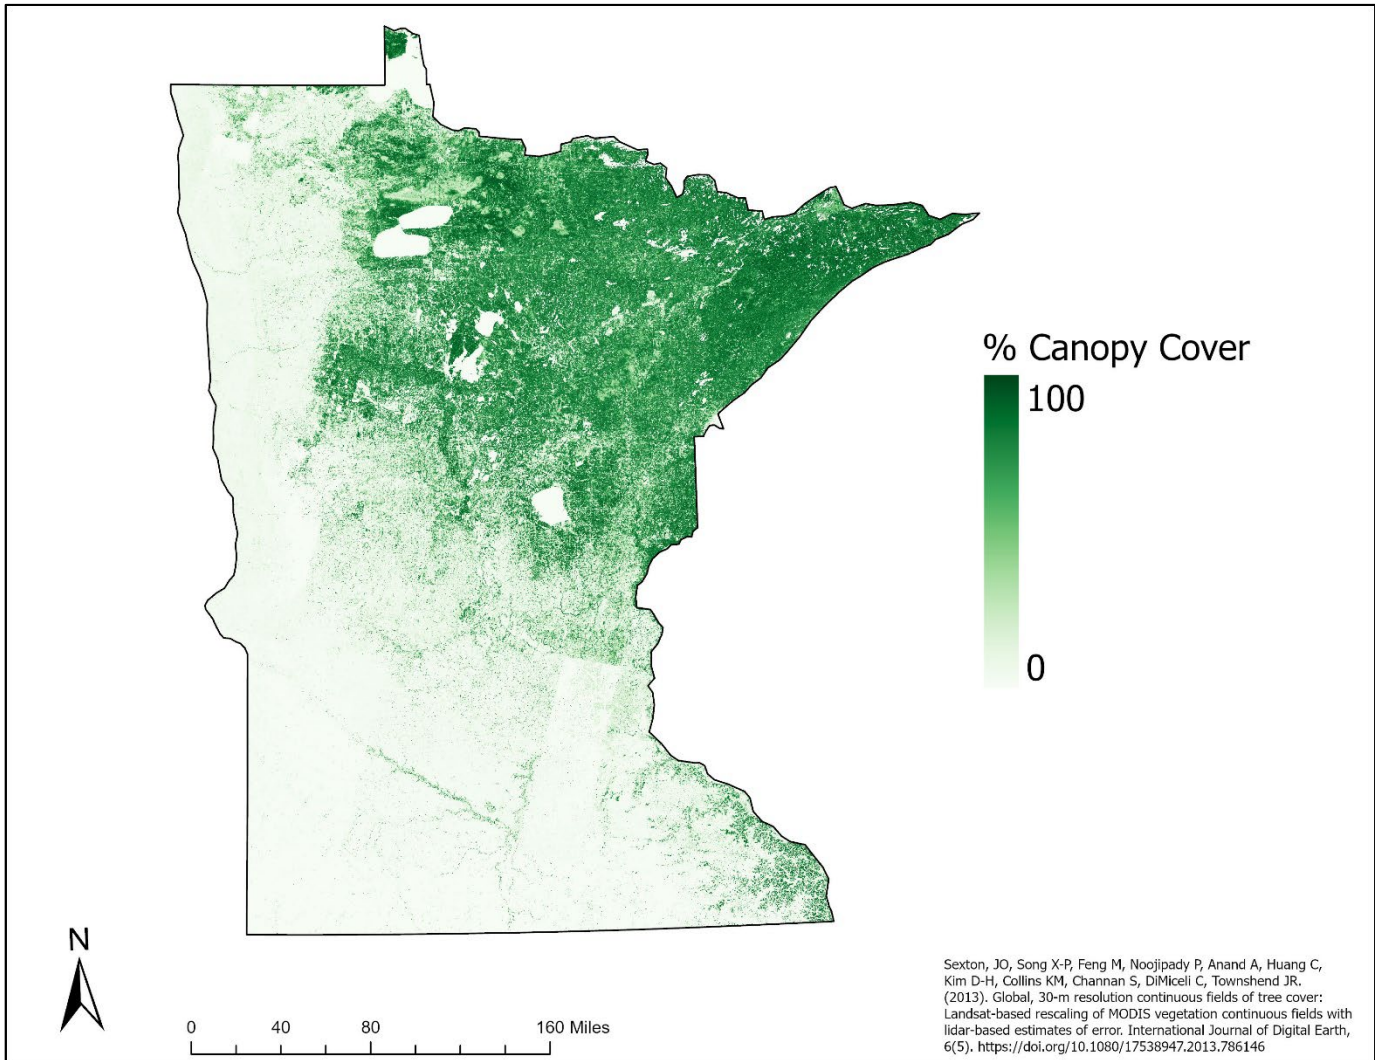 % Canopy Cover
100
0
N
0 40 80 160 Miles
Sexton, JO, Song X-P, Feng M, Noojipady P, Anand A, Huang C,
Kim D-H, Collins KM, Channan S, DiMiceli C, Townshend JR.
(2013). Global, 30-m resolution continuous fields of tree cover:
Landsat-based rescaling of MODIS vegetation continuous fields with
lidar-based estimates of error. International Journal of Digital Earth,
6(5). https://doi.org/10.1080/17538947.2013.786146